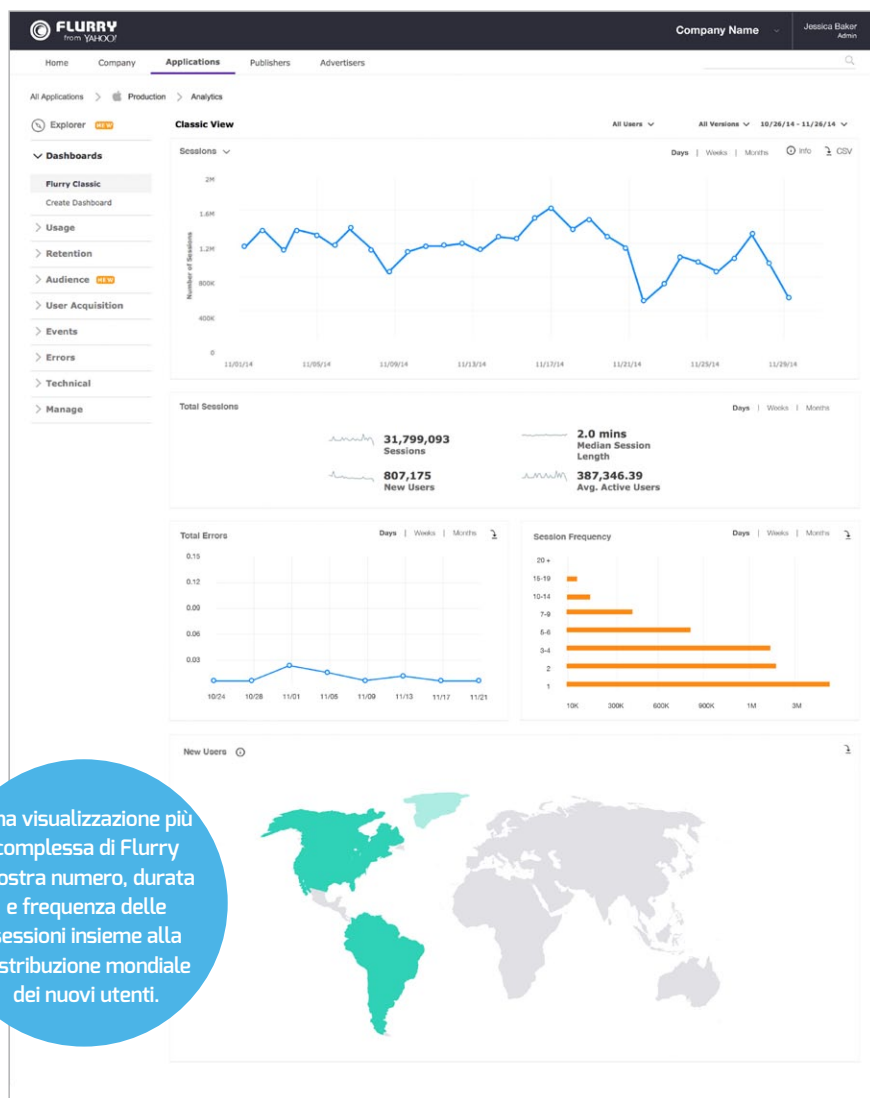 FLURRY
from YAHOO!
Company Name
Jessica Baker
Admin
Home Company Applications Publishers Advertisers
All Applications > Production > Analytics
Explorer NEW
Dashboards
Flurry Classic
Create Dashboard
Usage
Retention
Audience NEW
User Acquisition
Events
Errors
Technical
Manage
Classic View
All Users All Versions 10/26/14 - 11/26/14
Sessions
Days | Weeks | Months Info CSV
Number of Sessions
2M
1.6M
1.2M
800K
400K
0
11/01/14 11/05/14 11/09/14 11/13/14 11/17/14 11/21/14 11/25/14 11/29/14
Total Sessions
Days | Weeks | Months
31,799,093
Sessions
2.0 mins
Median Session
Length
807,175
New Users
387,346.39
Avg. Active Users
Total Errors
Days | Weeks | Months
0.15
0.12
0.09
0.06
0.03
10/24 10/28 11/01 11/05 11/09 11/13 11/17 11/21
Session Frequency
Days | Weeks | Months
20 +
15-19
10-14
7-9
5-6
3-4
2
1
10K 300K 600K 900K 1M 3M
New Users
visualizzazione più
di Flurry
numero, durata
e frequenza delle
insieme alla
mondiale
dei nuovi utenti.